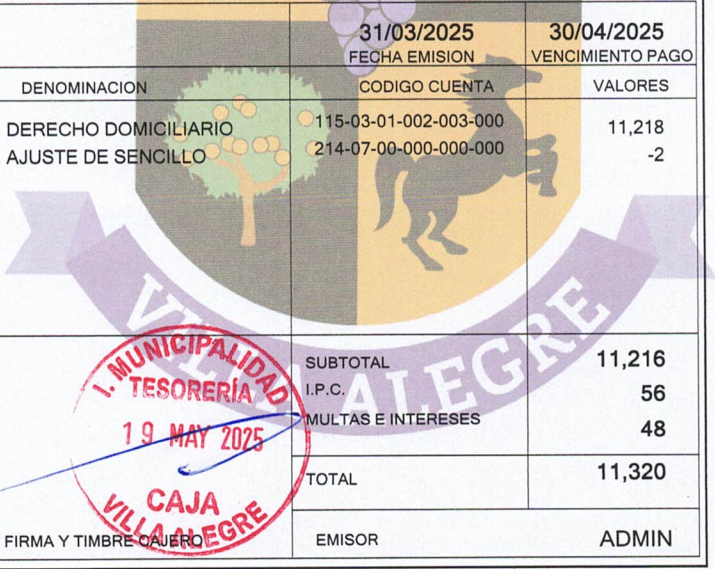 31/03/2025 30/04/2025
FECHA EMISION VENCIMIENTO PAGO
DENOMINACION CODIGO CUENTA VALORES
DERECHO DOMICILIARIO 115-03-01-002-003-000 11,218
AJUSTE DE SENCILLO 214-07-00-000-000-000 -2
VILLA ALEGRE
SUBTOTAL 11,216
I.P.C. 56
MULTAS E INTERESES 48
TOTAL 11,320
I. MUNICIPALIDAD
TESORERÍA
19 MAY 2025
CAJA
VILLA ALEGRE
FIRMA Y TIMBRE CAJERO EMISOR ADMIN